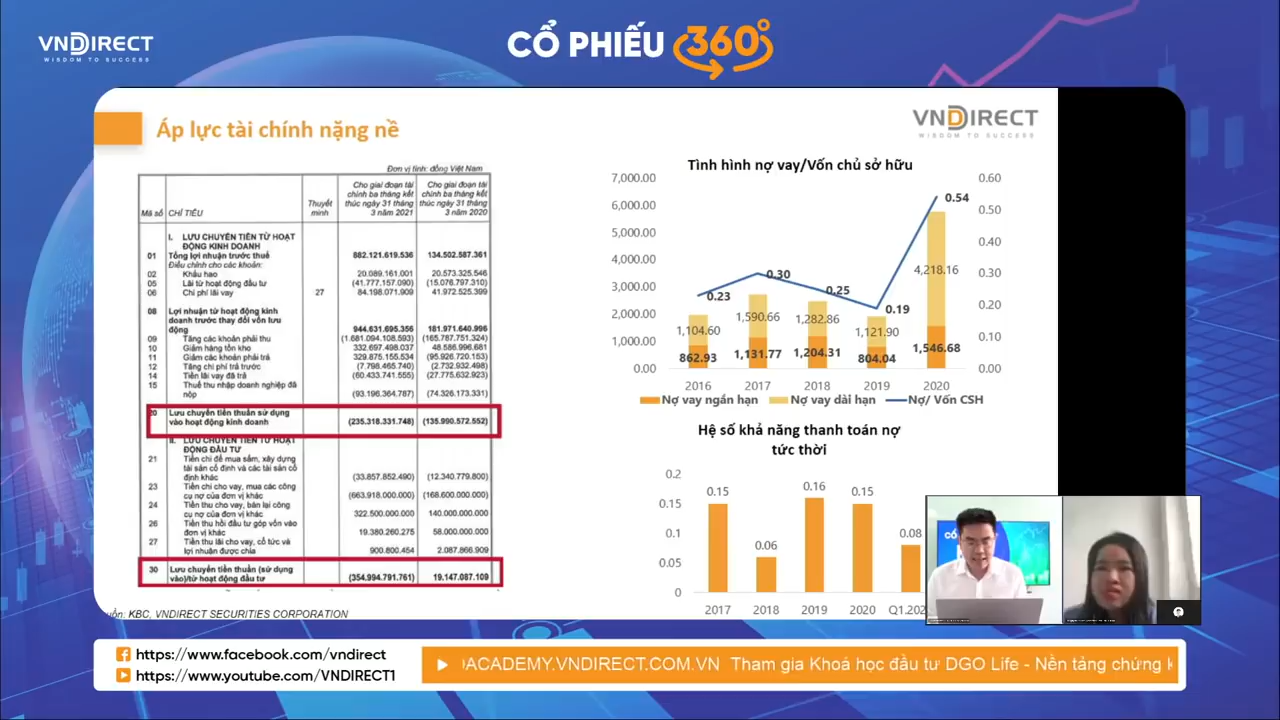 VNDIRECT
WISDOM TO SUCCESS
CỔ PHIẾU 360°
Áp lực tài chính nặng nề
VNDIRECT
WISDOM TO SUCCESS
Đơn vị tính: đồng Việt Nam
Mã số CHỈ TIÊU Thuyết minh Cho giai đoạn tài chính ba tháng kết thúc ngày 31 tháng 3 năm 2021 Cho giai đoạn tài chính ba tháng kết thúc ngày 31 tháng 3 năm 2020
I. LƯU CHUYỂN TIỀN TỪ HOẠT ĐỘNG KINH DOANH
01 Tổng lợi nhuận trước thuế 882.121.619.536 134.502.587.361
Điều chỉnh cho các khoản:
02 Khấu hao 20.089.161.001 20.573.325.546
05 Lãi từ hoạt động đầu tư (41.777.157.090) (15.076.797.310)
06 Chi phí lãi vay 27 84.198.071.909 41.972.525.399
08 Lợi nhuận từ hoạt động kinh doanh trước thay đổi vốn lưu động 944.631.695.356 181.971.640.996
09 Tăng các khoản phải thu (1.681.094.108.593) (165.787.751.324)
10 Giảm hàng tồn kho 332.697.498.037 48.586.996.681
11 Giảm các khoản phải trả 329.875.155.534 (95.926.720.153)
12 Tăng chi phí trả trước (7.798.465.740) (2.732.932.498)
14 Tiền lãi vay đã trả (60.433.741.555) (27.775.632.923)
15 Thuế thu nhập doanh nghiệp đã nộp (93.196.364.787) (74.326.173.331)
20 Lưu chuyển tiền thuần sử dụng vào hoạt động kinh doanh (235.318.331.748) (135.990.572.552)
II. LƯU CHUYỂN TIỀN TỪ HOẠT ĐỘNG ĐẦU TƯ
21 Tiền chi để mua sắm, xây dựng tài sản cố định và các tài sản cố định khác (33.857.852.490) (12.340.779.800)
23 Tiền chi cho vay, mua các công cụ nợ của đơn vị khác (663.918.000.000) (168.600.000.000)
24 Tiền thu cho vay, bán lại công cụ nợ của đơn vị khác 322.500.000.000 140.000.000.000
26 Tiền thu hồi đầu tư góp vốn vào đơn vị khác 19.380.260.275 58.000.000.000
27 Tiền thu lãi cho vay, cổ tức và lợi nhuận được chia 900.800.454 2.087.866.909
30 Lưu chuyển tiền thuần (sử dụng vào)/từ hoạt động đầu tư (354.994.791.761) 19.147.087.109
KBC, VNDIRECT SECURITIES CORPORATION
Tình hình nợ vay/Vốn chủ sở hữu
7,000.00 0.60
6,000.00 0.54 0.50
5,000.00 0.40
4,000.00 4,218.16 0.30
3,000.00 0.23 0.30 0.25 0.19 0.20
2,000.00 1,104.60 1,590.66 1,282.86 1,121.90 0.10
1,000.00 862.93 1,131.77 1,204.31 804.04 1,546.68
0.00 0.00
2016 2017 2018 2019 2020
Nợ vay ngắn hạn Nợ vay dài hạn Nợ/ Vốn CSH
Hệ số khả năng thanh toán nợ
tức thời
0.2
0.15 0.15 0.16 0.15
0.1 0.06 0.08
0.05
0
2017 2018 2019 2020 Q1.202
https://www.facebook.com/vndirect
https://www.youtube.com/VNDIRECT1
ACADEMY.VNDIRECT.COM.VN Tham gia Khoá học đầu tư DGO Life - Nền tảng chứng